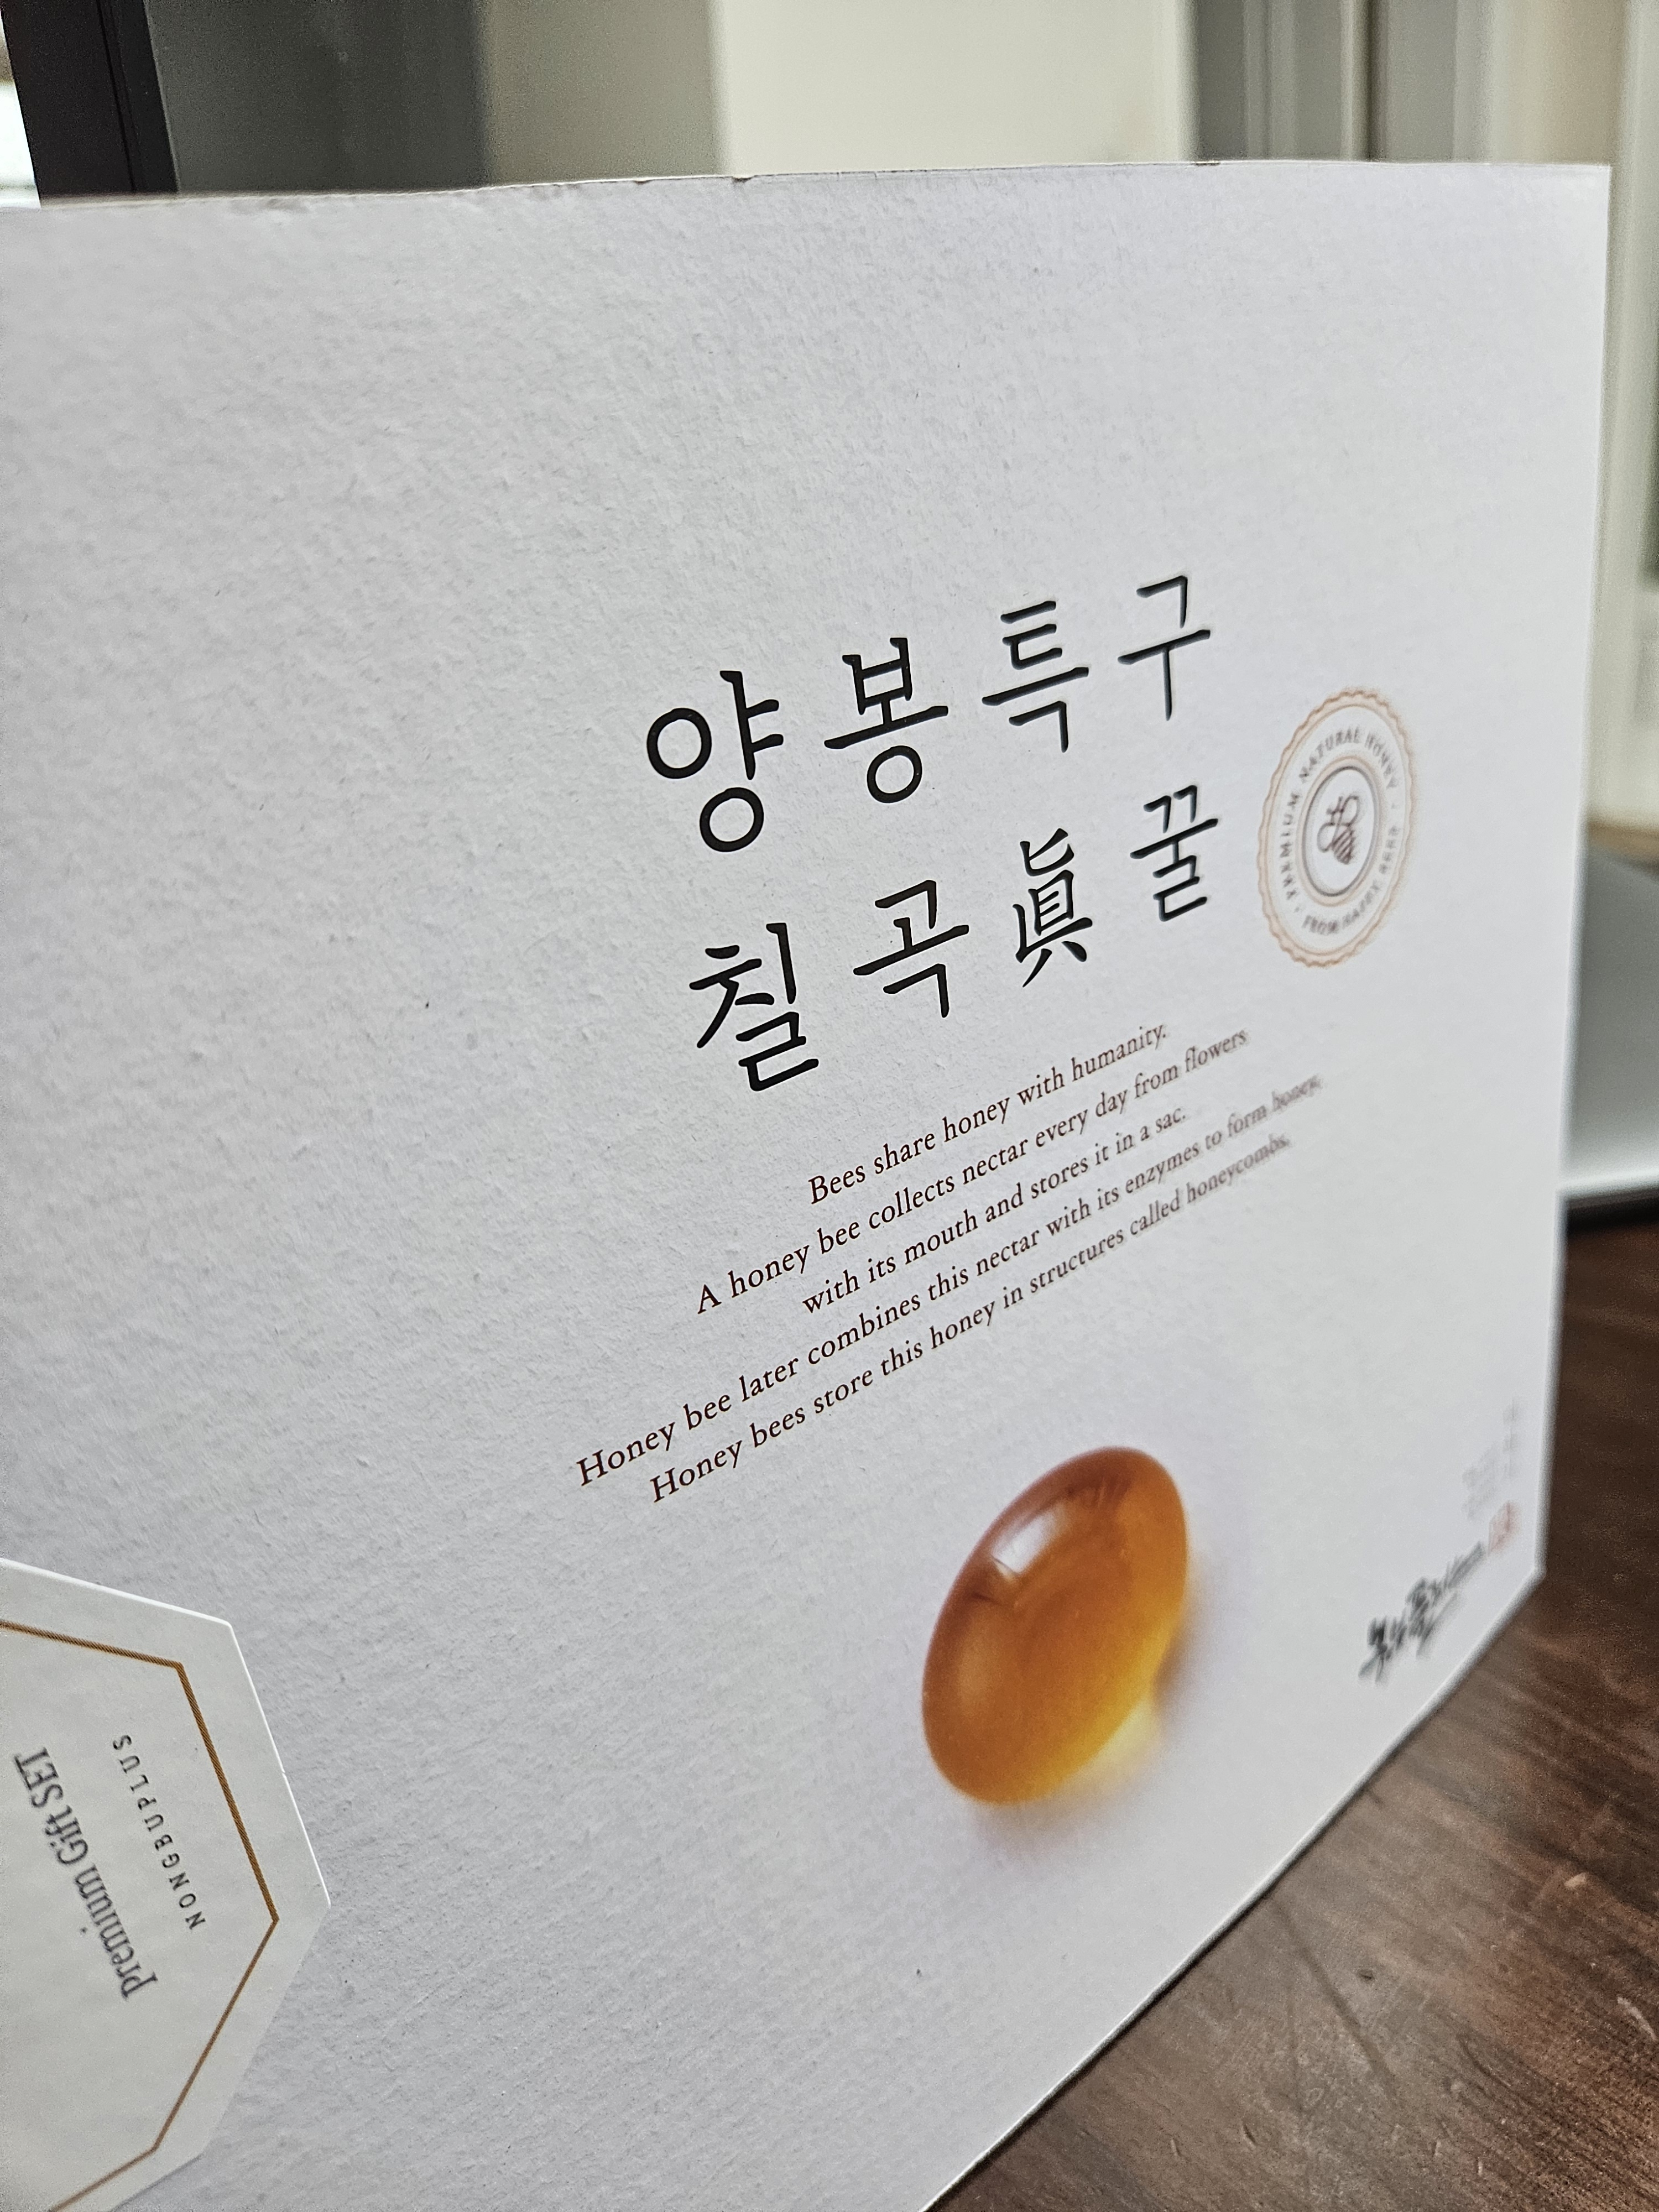 양봉특구
칠곡眞꿀
PREMIUM NATURAL HONEY
Bees share honey with humanity.
A honey bee collects nectar every day from flowers
with its mouth and stores it in a sac.
Honey bee later combines this nectar with its enzymes to form honey.
Honey bees store this honey in structures called honeycombs.
NONGBUPLUS
Premium Gift SET